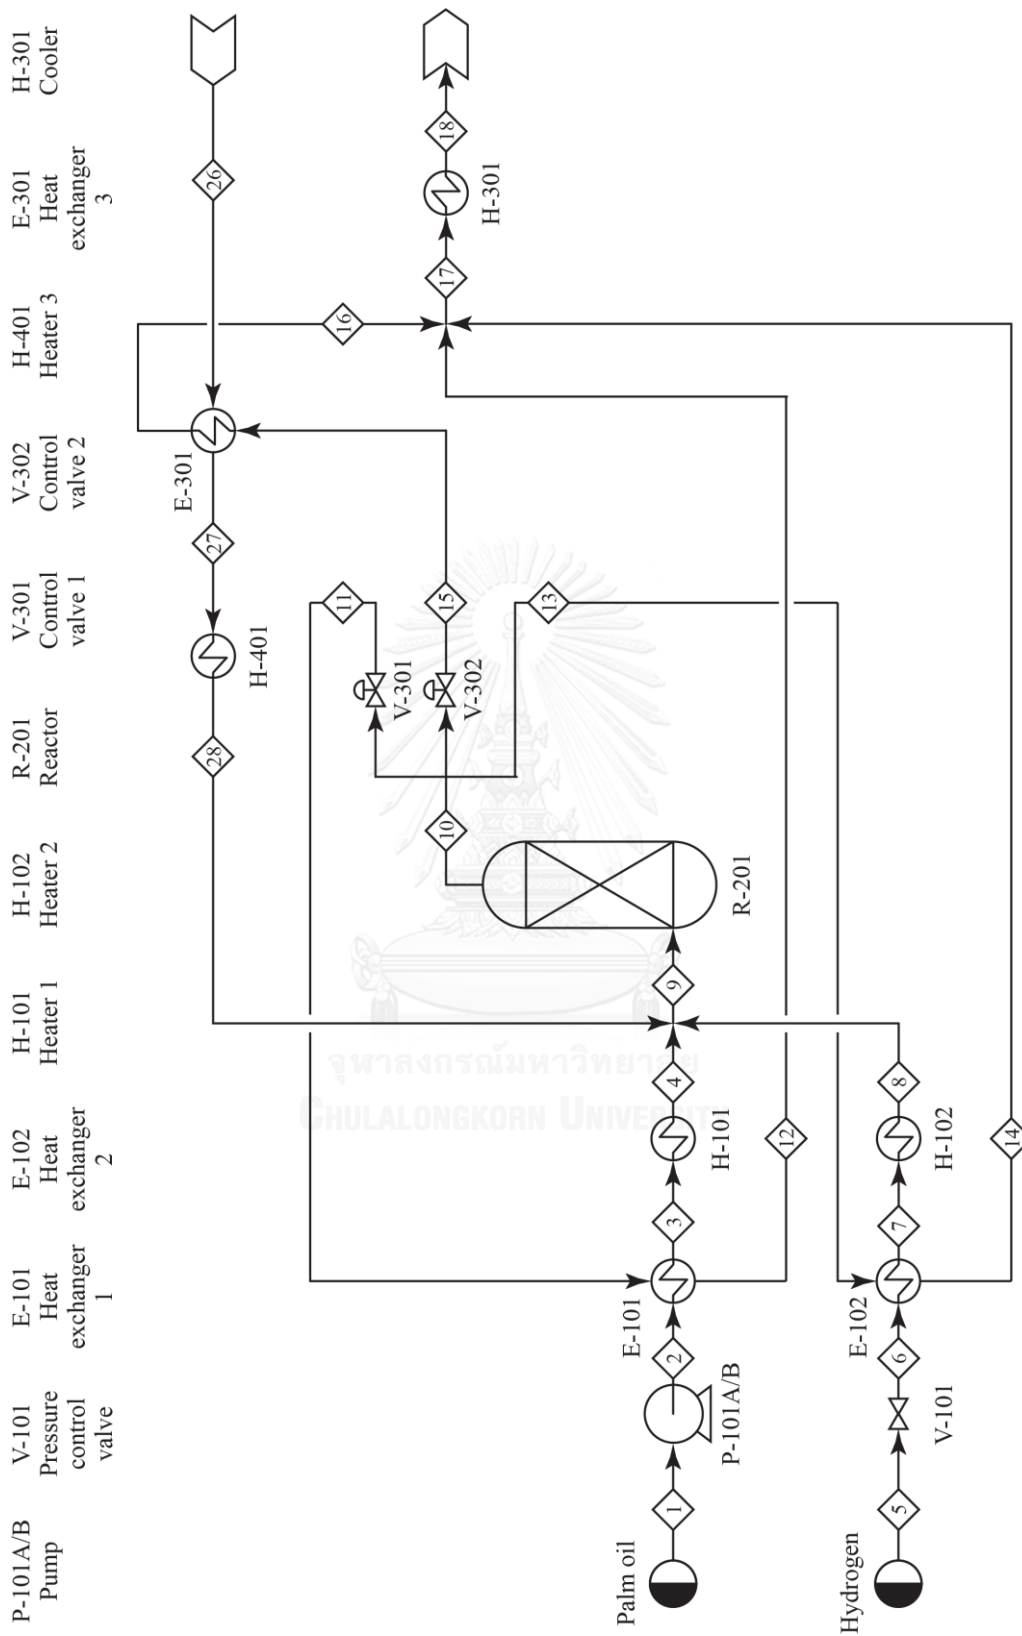 P-101A/B
Pump
V-101
Pressure
control
valve
E-101
Heat
exchanger
1
E-102
Heat
exchanger
2
H-101
Heater 1
H-102
Heater 2
R-201
Reactor
V-301
Control
valve 1
V-302
Control
valve 2
H-401
Heater 3
E-301
Heat
exchanger
3
H-301
Cooler
28
H-401
27
E-301
26
11
V-301
16
10
V-302
15
17
H-301
18
13
Palm oil
1
P-101A/B
2
E-101
3
H-101
4
9
R-201
12
Hydrogen
5
V-101
6
E-102
7
H-102
8
14
จุฬาลงกรณ์มหาวิทยาลัย
CHULALONGKORN UNIVERSITY